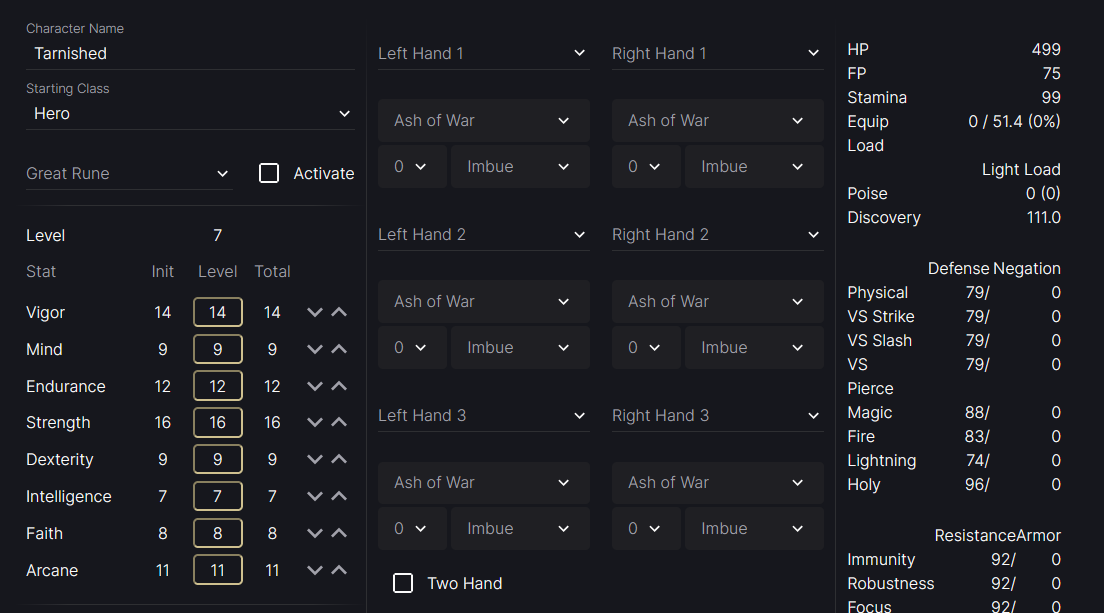 Character Name
Tarnished
Starting Class
Hero
Great Rune Activate
Level 7
Stat Init Level Total
Vigor 14 14 14
Mind 9 9 9
Endurance 12 12 12
Strength 16 16 16
Dexterity 9 9 9
Intelligence 7 7 7
Faith 8 8 8
Arcane 11 11 11
Left Hand 1 Right Hand 1
Ash of War Ash of War
0 Imbue 0 Imbue
Left Hand 2 Right Hand 2
Ash of War Ash of War
0 Imbue 0 Imbue
Left Hand 3 Right Hand 3
Ash of War Ash of War
0 Imbue 0 Imbue
Two Hand
HP 499
FP 75
Stamina 99
Equip 0 / 51.4 (0%)
Load
Light Load
Poise 0 (0)
Discovery 111.0
Defense Negation
Physical 79/ 0
VS Strike 79/ 0
VS Slash 79/ 0
VS 79/ 0
Pierce
Magic 88/ 0
Fire 83/ 0
Lightning 74/ 0
Holy 96/ 0
ResistanceArmor
Immunity 92/ 0
Robustness 92/ 0
Focus 92/ 0